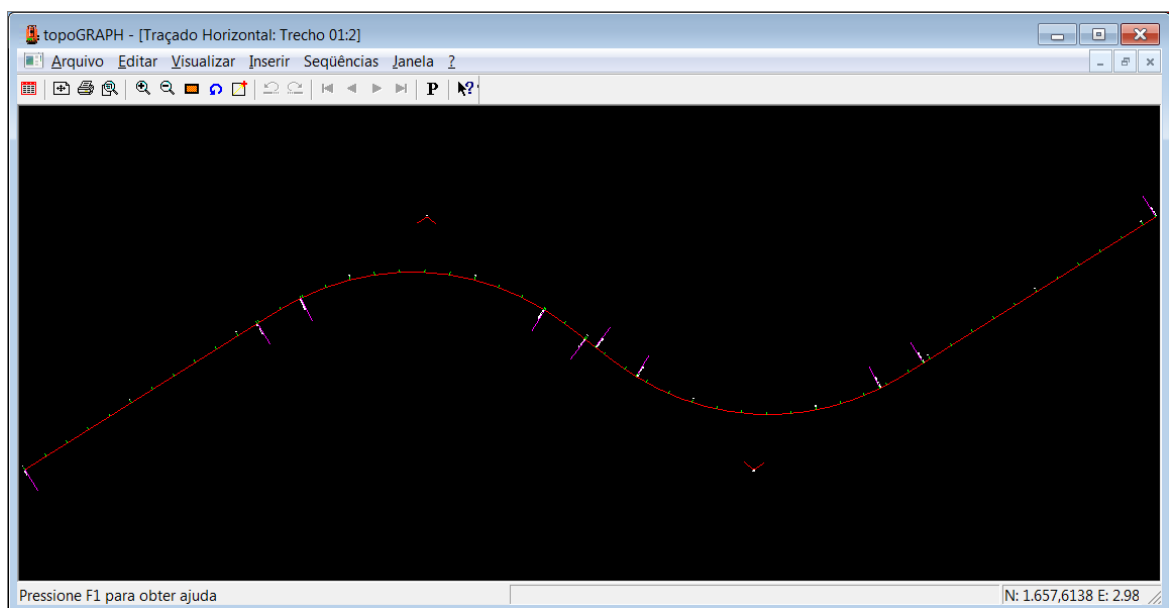 topoGRAPH - [Traçado Horizontal: Trecho 01:2]
Arquivo Editar Visualizar Inserir Seqüências Janela ?
P ?
Pressione F1 para obter ajuda N: 1.657,6138 E: 2.98